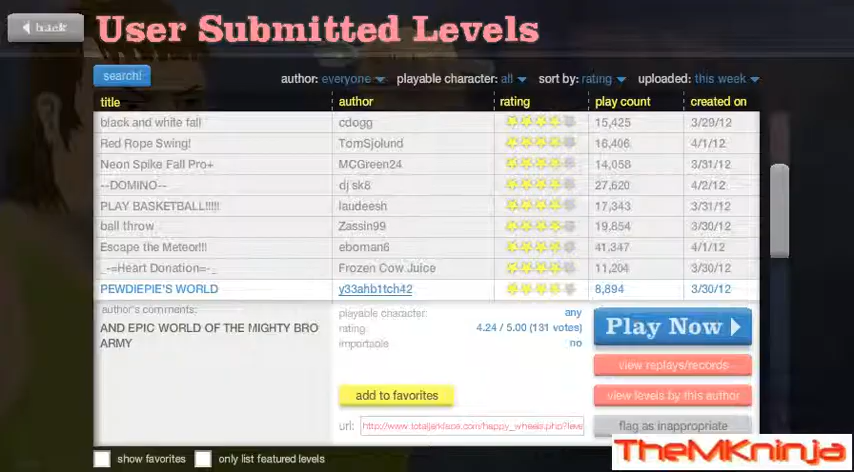 back
User Submitted Levels
search!
author: everyone playable character: all sort by: rating uploaded: this week
title author rating play count created on
black and white fall cdogg 15,425 3/29/12
Red Rope Swing! TomSjolund 16,406 4/1/12
Neon Spike Fall Pro+ MCGreen24 14,058 3/31/12
--DOMINO-- dj sk8 27,620 4/2/12
PLAY BASKETBALL!!!!! laudeesh 17,343 3/31/12
ball throw Zassin99 19,854 3/30/12
Escape the Meteor!!! eboman6 41,347 4/1/12
_-=Heart Donation=-_ Frozen Cow Juice 11,204 3/30/12
PEWDIEPIE'S WORLD y33ahb1tch42 8,894 3/30/12
author's comments:
AND EPIC WORLD OF THE MIGHTY BRO
ARMY
playable character: any
rating: 4.24 / 5.00 (131 votes)
importable no
add to favorites
url: http://www.totaljerkface.com/happy_wheels.php?leve
Play Now
view replays/records
view levels by this author
flag as inappropriate
show favorites only list featured levels
TheMKninja